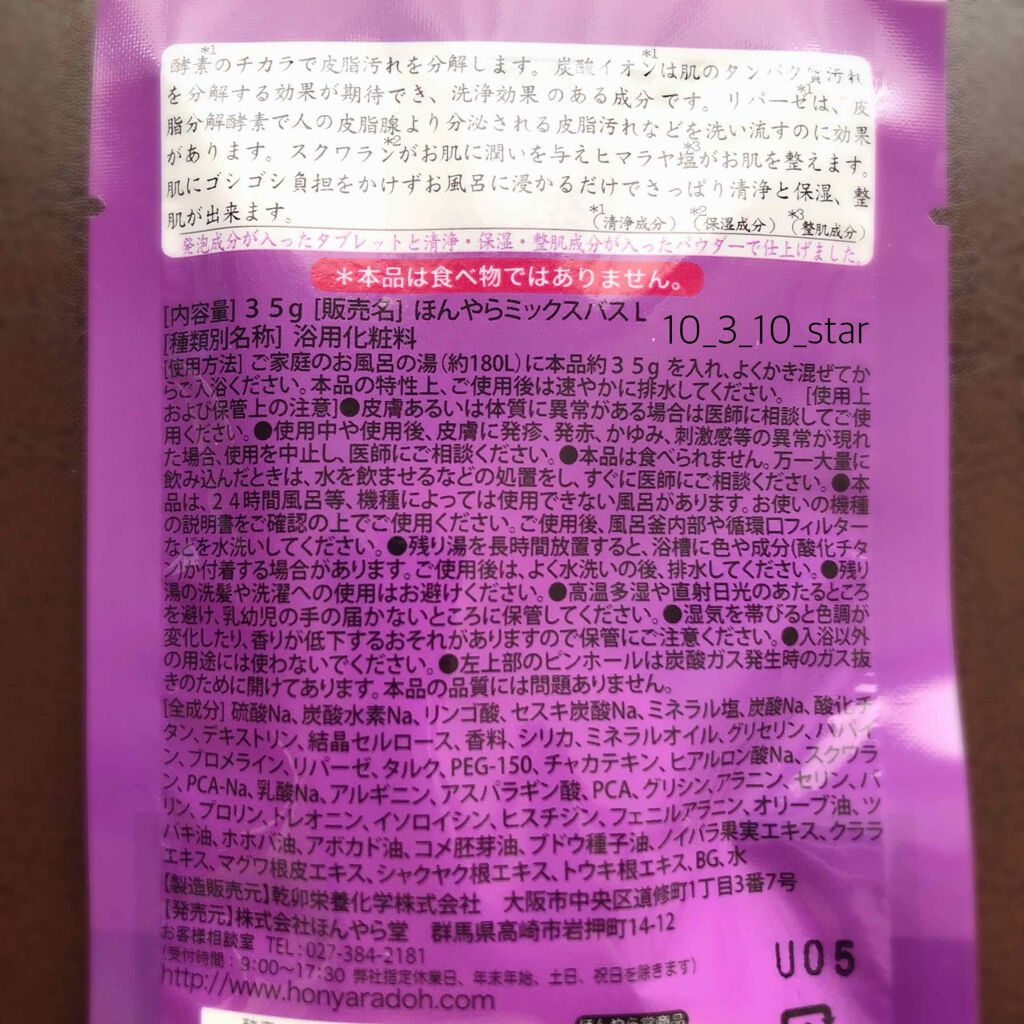 酵素*1のチカラで皮脂汚れを分解します。炭酸イオン*1は肌のタンパク質汚れ
を分解する効果が期待でき、洗浄効果 のある成分です。リパーゼ*1は、皮
脂分解酵素で人の皮脂腺より分泌される皮脂汚れなどを洗い流すのに効果
があります。スクワラン*2がお肌に潤いを与えヒマラヤ塩*3がお肌を整えます。
肌にゴシゴシ負担をかけずお風呂に浸かるだけでさっぱり清浄と保湿、整
肌が出来ます。 *1(清浄成分) *2(保湿成分) *3(整肌成分)
発泡成分が入ったタブレットと清浄・保湿・整肌成分が入ったパウダーで仕上げました。
＊本品は食べ物ではありません。
[内容量] 35g [販売名] ほんやらミックスバスL
10_3_10_star
[種類別名称] 浴用化粧料
[使用方法] ご家庭のお風呂の湯(約180L)に本品約35gを入れ、よくかき混ぜてか
らご入浴ください。本品の特性上、ご使用後は速やかに排水してください。 [使用上
および保管上の注意]●皮膚あるいは体質に異常がある場合は医師に相談してご使
用ください。●使用中や使用後、皮膚に発疹、発赤、かゆみ、刺激感等の異常が現れ
た場合、使用を中止し、医師にご相談ください。●本品は食べられません。万一大量に
飲み込んだときは、水を飲ませるなどの処置をし、すぐに医師にご相談ください。●本
品は、24時間風呂等、機種によっては使用できない風呂があります。お使いの機種
の説明書をご確認の上でご使用ください。ご使用後、風呂釜内部や循環口フィルター
などを水洗いしてください。●残り湯を長時間放置すると、浴槽に色や成分(酸化チタ
ン)が付着する場合があります。ご使用後は、よく水洗いの後、排水してください。●残り
湯の洗髪や洗濯への使用はお避けください。●高温多湿や直射日光のあたるところ
を避け、乳幼児の手の届かないところに保管してください。●湿気を帯びると色調が
変化したり、香りが低下するおそれがありますので保管にご注意ください。●入浴以外
の用途には使わないでください。●左上部のピンホールは炭酸ガス発生時のガス抜
きのために開けてあります。本品の品質には問題ありません。
[全成分] 硫酸Na、炭酸水素Na、リンゴ酸、セスキ炭酸Na、ミネラル塩、炭酸Na、酸化チ
タン、デキストリン、結晶セルロース、香料、シリカ、ミネラルオイル、グリセリン、パパイ
ン、ブロメライン、リパーゼ、タルク、PEG-150、チャカテキン、ヒアルロン酸Na、スクワラ
ン、PCA-Na、乳酸Na、アルギニン、アスパラギン酸、PCA、グリシン、アラニン、セリン、バ
リン、プロリン、トレオニン、イソロイシン、ヒスチジン、フェニルアラニン、オリーブ油、ツ
バキ油、ホホバ油、アボカド油、コメ胚芽油、ブドウ種子油、ノイバラ果実エキス、クララ
エキス、マグワ根皮エキス、シャクヤク根エキス、トウキ根エキス、BG、水
【製造販売元】乾卯栄養化学株式会社 大阪市中央区道修町1丁目3番7号
【発売元】株式会社ほんやら堂 群馬県高崎市岩押町14-12
お客様相談室 TEL：027-384-2181
(受付時間：9:00〜17:30 弊社指定休業日、年末年始、土日、祝日を除きます)
U05
http://www.honyaradoh.com
ほんやら堂商品